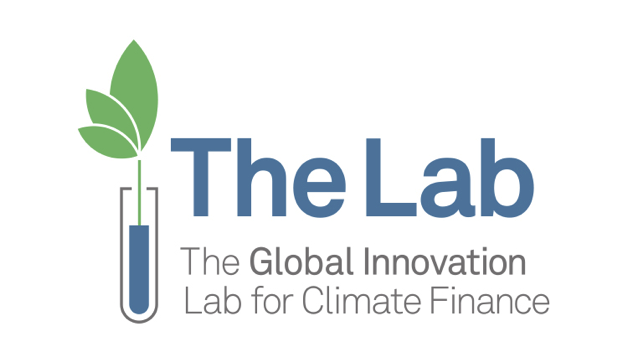 The Lab
The Global Innovation
Lab for Climate Finance